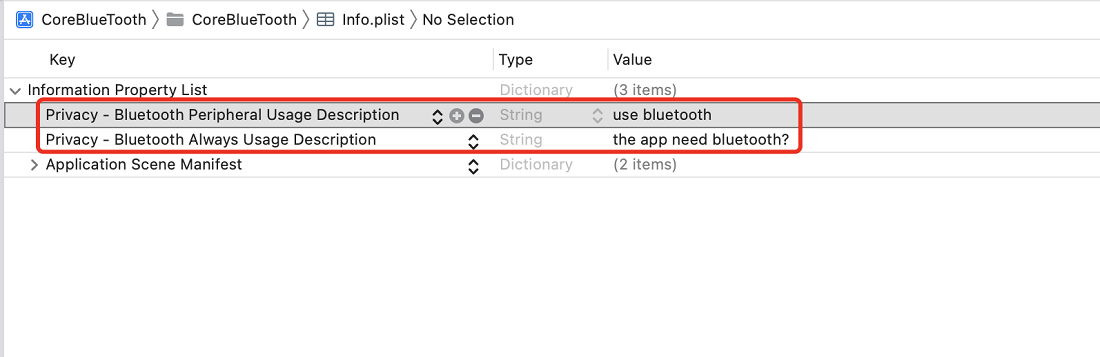 CoreBlueTooth CoreBlueTooth Info.plist No Selection
Key Type Value
Information Property List Dictionary (3 items)
Privacy - Bluetooth Peripheral Usage Description String use bluetooth
Privacy - Bluetooth Always Usage Description String the app need bluetooth?
Application Scene Manifest Dictionary (2 items)